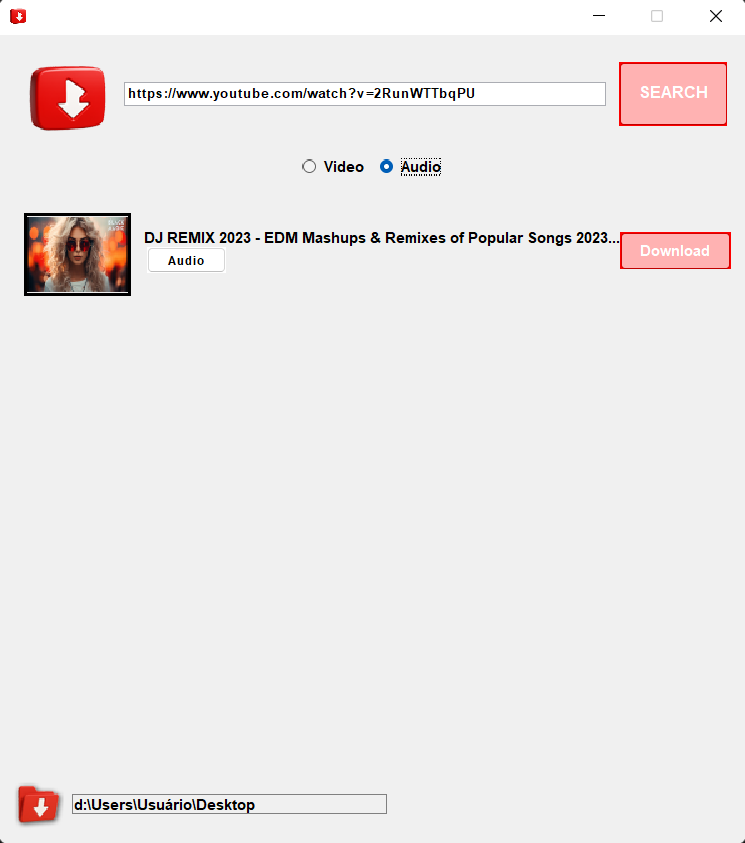 https://www.youtube.com/watch?v=2RunWTTbqPU
SEARCH
Video
Audio
DJ REMIX 2023 - EDM Mashups & Remixes of Popular Songs 2023...
Audio
Download
d:\Users\Usuário\Desktop